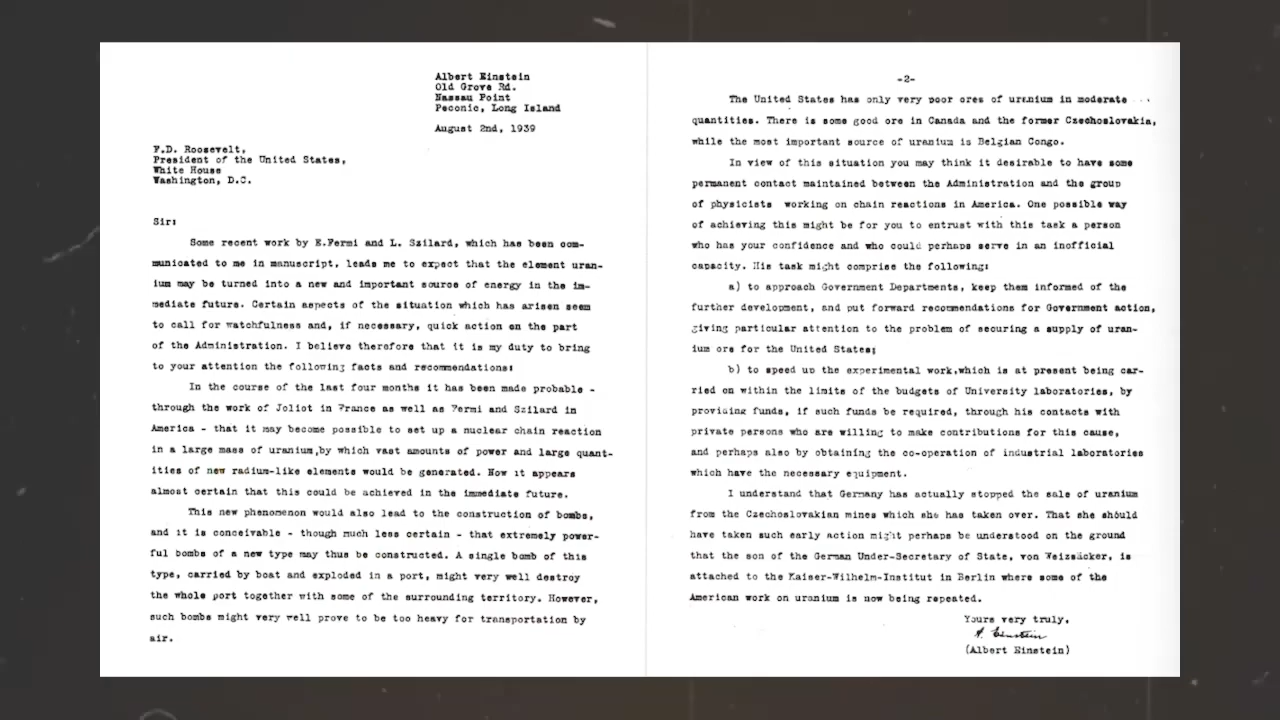 Albert Einstein
Old Grove Rd.
Nassau Point
Peconic, Long Island
August 2nd, 1939
F.D. Roosevelt,
President of the United States,
White House
Washington, D.C.
Sir:
Some recent work by E.Fermi and L. Szilard, which has been com-
municated to me in manuscript, leads me to expect that the element uran-
ium may be turned into a new and important source of energy in the im-
mediate future. Certain aspects of the situation which has arisen seem
to call for watchfulness and, if necessary, quick action on the part
of the Administration. I believe therefore that it is my duty to bring
to your attention the following facts and recommendations:
In the course of the last four months it has been made probable -
through the work of Joliot in France as well as Fermi and Szilard in
America - that it may become possible to set up a nuclear chain reaction
in a large mass of uranium,by which vast amounts of power and large quant-
ities of new radium-like elements would be generated. Now it appears
almost certain that this could be achieved in the immediate future.
This new phenomenon would also lead to the construction of bombs,
and it is conceivable - though much less certain - that extremely power-
ful bombs of a new type may thus be constructed. A single bomb of this
type, carried by boat and exploded in a port, might very well destroy
the whole port together with some of the surrounding territory. However,
such bombs might very well prove to be too heavy for transportation by
air.
-2-
The United States has only very poor ores of uranium in moderate
quantities. There is some good ore in Canada and the former Czechoslovakia,
while the most important source of uranium is Belgian Congo.
In view of this situation you may think it desirable to have some
permanent contact maintained between the Administration and the group
of physicists working on chain reactions in America. One possible way
of achieving this might be for you to entrust with this task a person
who has your confidence and who could perhaps serve in an inofficial
capacity. His task might comprise the following:
a) to approach Government Departments, keep them informed of the
further development, and put forward recommendations for Government action,
giving particular attention to the problem of securing a supply of uran-
ium ore for the United States;
b) to speed up the experimental work,which is at present being car-
ried on within the limits of the budgets of University laboratories, by
providing funds, if such funds be required, through his contacts with
private persons who are willing to make contributions for this cause,
and perhaps also by obtaining the co-operation of industrial laboratories
which have the necessary equipment.
I understand that Germany has actually stopped the sale of uranium
from the Czechoslovakian mines which she has taken over. That she should
have taken such early action might perhaps be understood on the ground
that the son of the German Under-Secretary of State, von Weizsäcker, is
attached to the Kaiser-Wilhelm-Institut in Berlin where some of the
American work on uranium is now being repeated.
Yours very truly,
A. Einstein
(Albert Einstein)